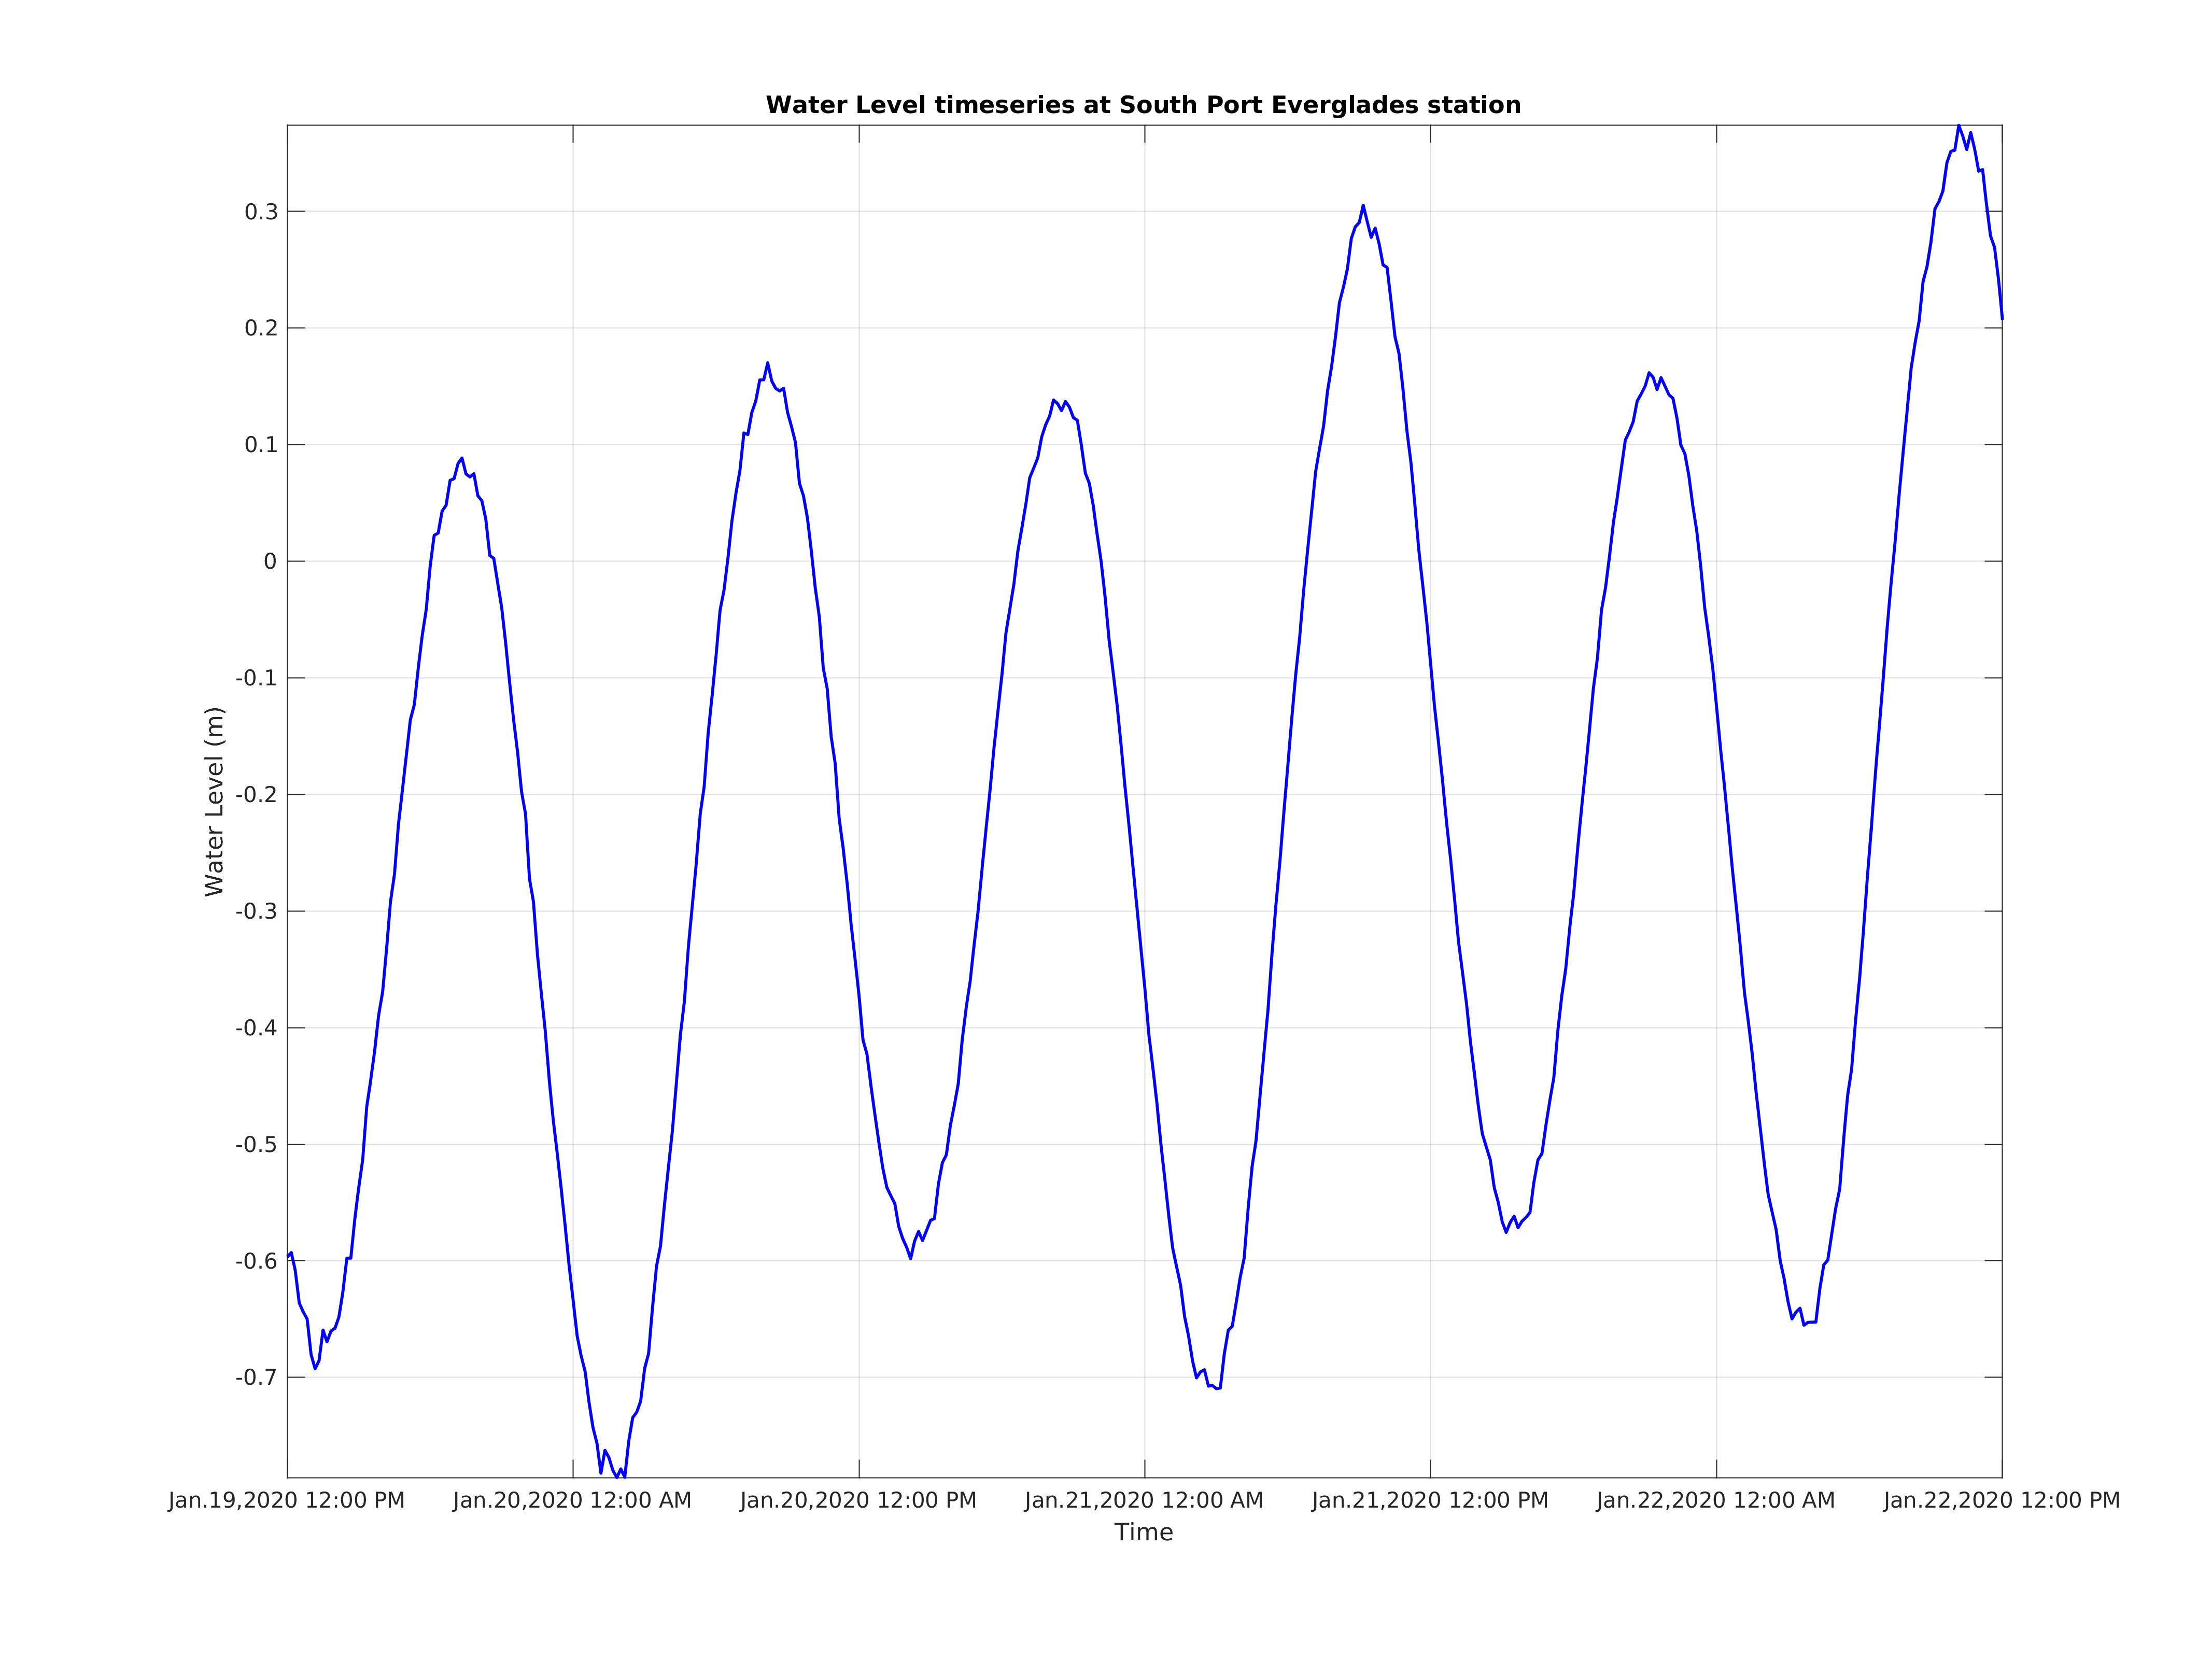 Water Level timeseries at South Port Everglades station
0.3
0.2
0.1
0
-0.1
-0.2
-0.3
-0.4
-0.5
-0.6
-0.7
Water Level (m)
Jan.19,2020 12:00 PM
Jan.20,2020 12:00 AM
Jan.20,2020 12:00 PM
Jan.21,2020 12:00 AM
Jan.21,2020 12:00 PM
Jan.22,2020 12:00 AM
Jan.22,2020 12:00 PM
Time